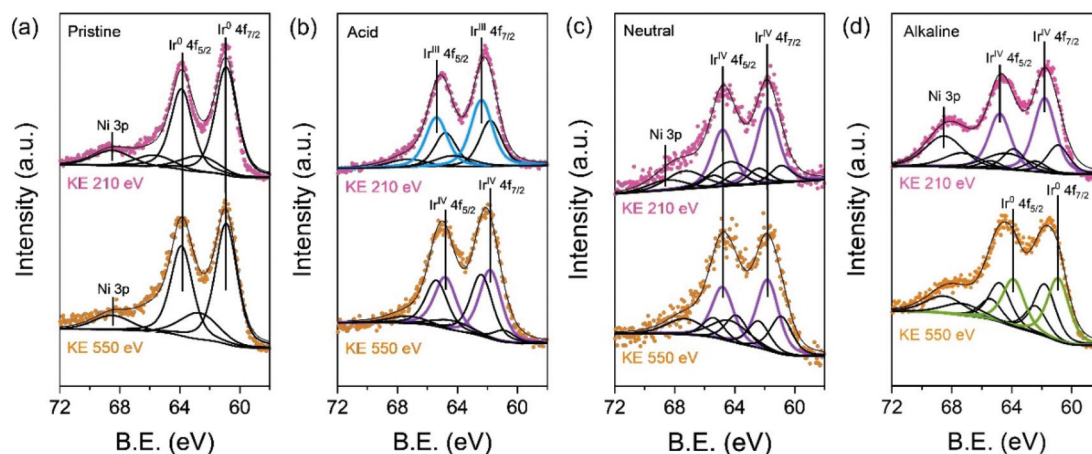 (a) Pristine
Ir⁰ 4f₅/₂
Ir⁰ 4f₇/₂
Ni 3p
KE 210 eV
Ni 3p
KE 550 eV
Intensity (a.u.)
72 68 64 60
B.E. (eV)
(b) Acid
Irᴵᴵᴵ 4f₅/₂
Irᴵᴵᴵ 4f₇/₂
KE 210 eV
Irᴵⱽ 4f₅/₂
Irᴵⱽ 4f₇/₂
KE 550 eV
Intensity (a.u.)
72 68 64 60
B.E. (eV)
(c) Neutral
Irᴵⱽ 4f₅/₂
Irᴵⱽ 4f₇/₂
Ni 3p
KE 210 eV
KE 550 eV
Intensity (a.u.)
72 68 64 60
B.E. (eV)
(d) Alkaline
Irᴵⱽ 4f₅/₂
Irᴵⱽ 4f₇/₂
Ni 3p
KE 210 eV
Ir⁰ 4f₅/₂
Ir⁰ 4f₇/₂
KE 550 eV
Intensity (a.u.)
72 68 64 60
B.E. (eV)